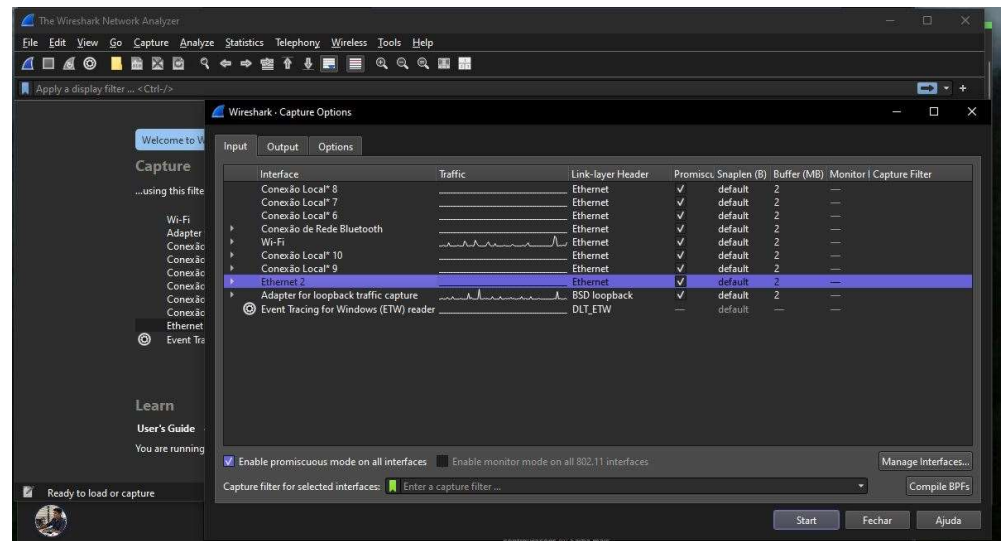 The Wireshark Network Analyzer
File Edit View Go Capture Analyze Statistics Telephony Wireless Tools Help
Apply a display filter ... <Ctrl-/>
Wireshark · Capture Options
Welcome to W
Input Output Options
Capture
...using this filte
Interface Traffic Link-layer Header Promiscu Snaplen (B) Buffer (MB) Monitor I Capture Filter
Conexão Local* 8 Ethernet default 2 —
Conexão Local* 7 Ethernet default 2 —
Conexão Local* 6 Ethernet default 2 —
Conexão de Rede Bluetooth Ethernet default 2 —
Wi-Fi Ethernet default 2 —
Conexão Local* 10 Ethernet default 2 —
Conexão Local* 9 Ethernet default 2 —
Ethernet 2 Ethernet default 2 —
Adapter for loopback traffic capture BSD loopback default 2 —
Event Tracing for Windows (ETW) reader DLT_ETW — default — —
Wi-Fi
Adapter
Conexão
Conexão
Conexão
Conexão
Conexão
Conexão
Ethernet
Event Tra
Learn
User's Guide
You are running
Enable promiscuous mode on all interfaces Enable monitor mode on all 802.11 interfaces
Manage Interfaces...
Capture filter for selected interfaces: Enter a capture filter ...
Compile BPFs
Ready to load or capture
Start Fechar Ajuda